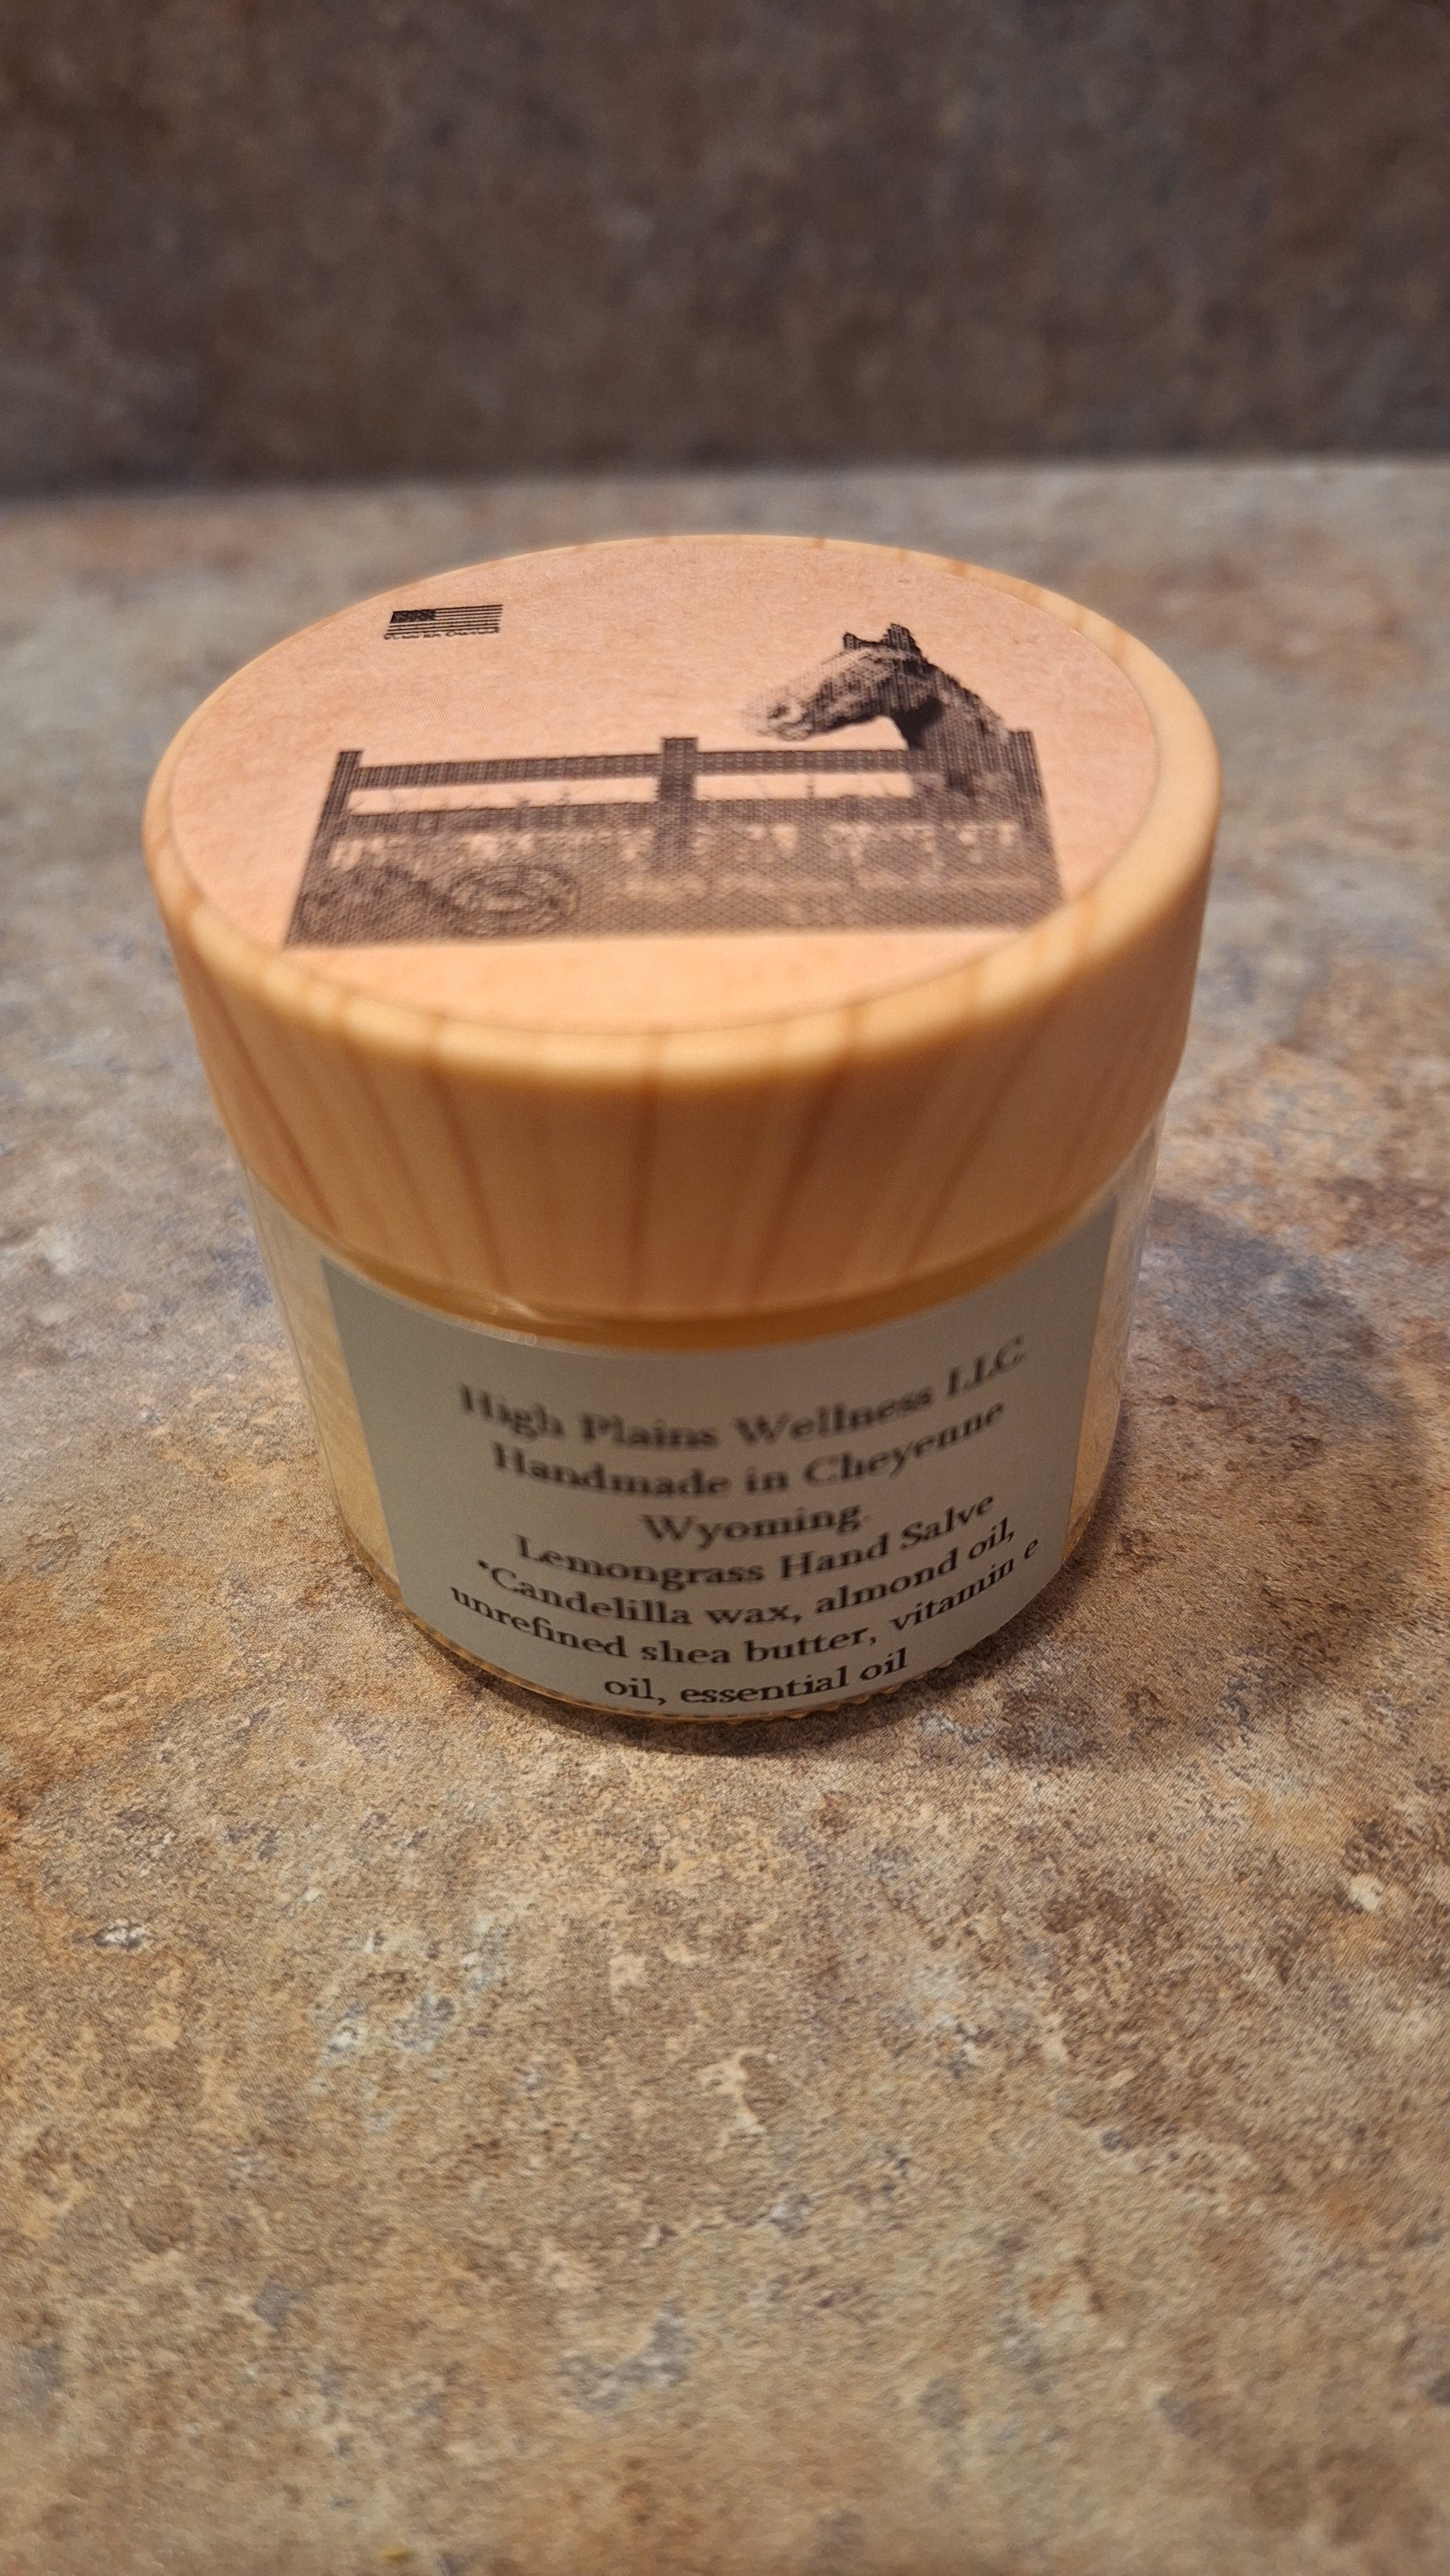 High Plains Wellness LLC
Handmade in Cheyenne
Wyoming.
Lemongrass Hand Salve
•Candelilla wax, almond oil,
unrefined shea butter, vitamin e
oil, essential oil